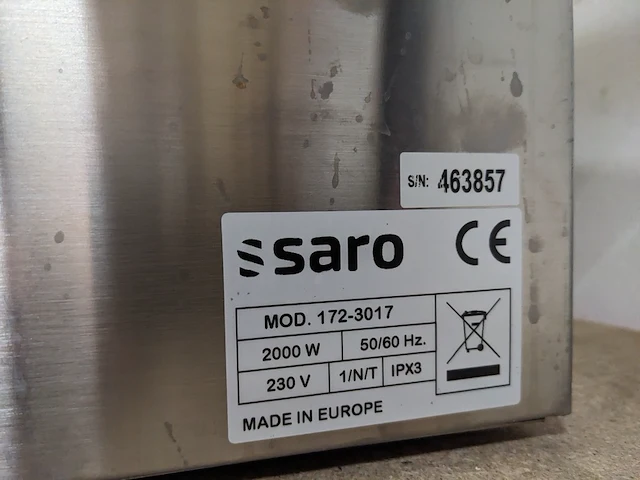 S/N: 463857
saro CE
MOD. 172-3017
2000 W 50/60 Hz.
230 V 1/N/T IPX3
MADE IN EUROPE